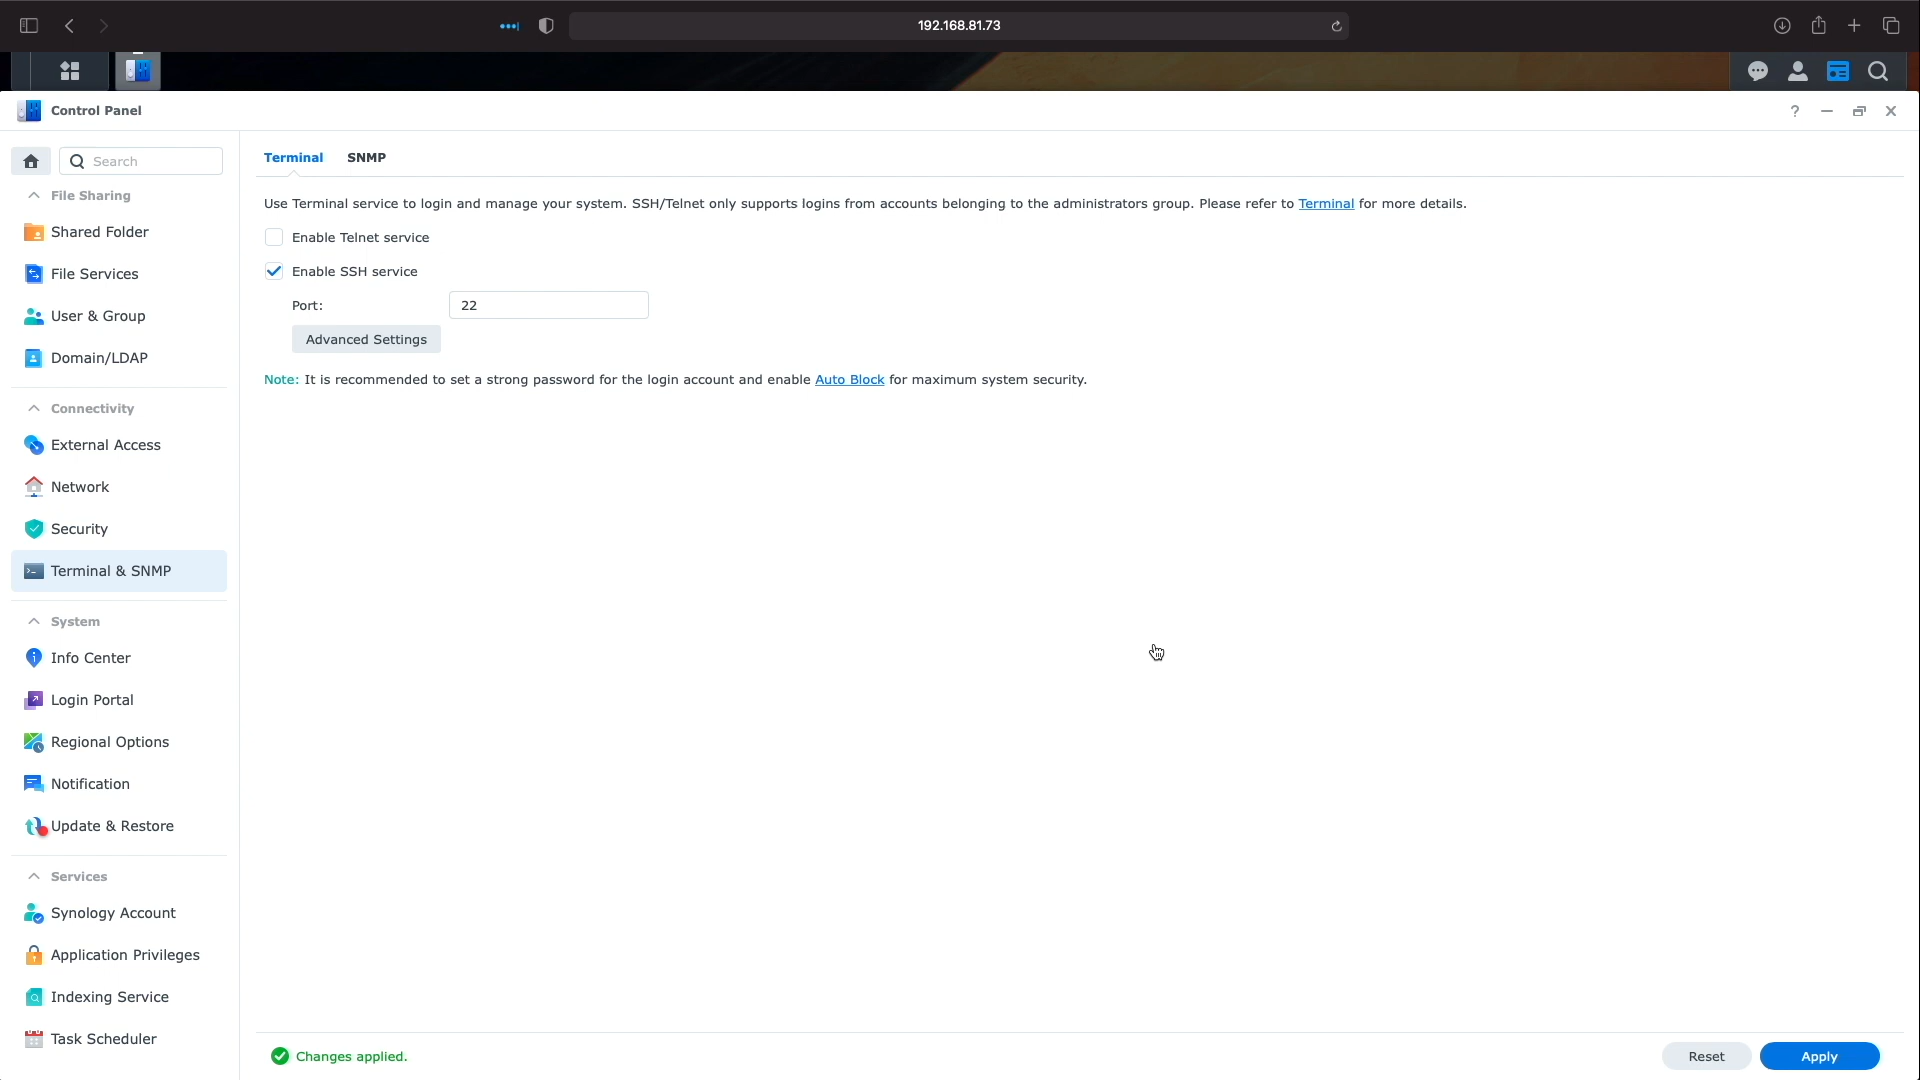 192.168.81.73
Control Panel
Search
Terminal SNMP
File Sharing
Shared Folder
File Services
User & Group
Domain/LDAP
Connectivity
External Access
Network
Security
Terminal & SNMP
System
Info Center
Login Portal
Regional Options
Notification
Update & Restore
Services
Synology Account
Application Privileges
Indexing Service
Task Scheduler
Use Terminal service to login and manage your system. SSH/Telnet only supports logins from accounts belonging to the administrators group. Please refer to Terminal for more details.
Enable Telnet service
Enable SSH service
Port: 22
Advanced Settings
Note: It is recommended to set a strong password for the login account and enable Auto Block for maximum system security.
Changes applied.
Reset Apply